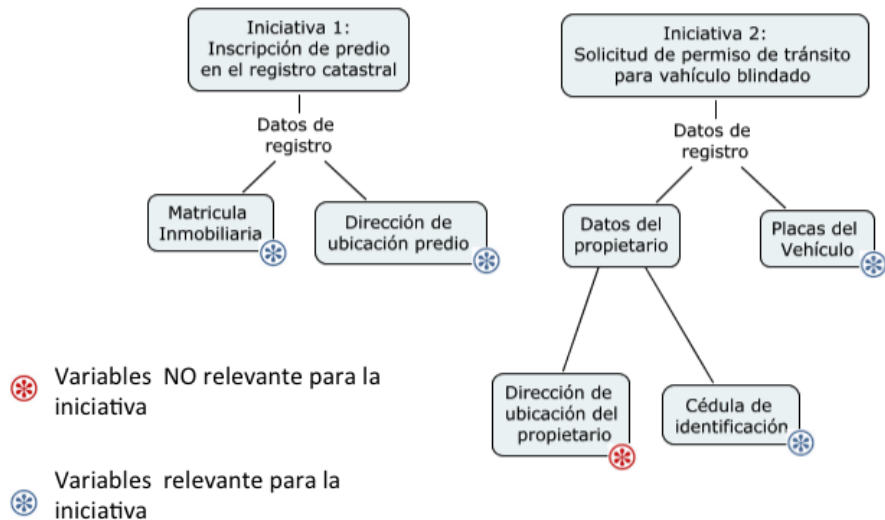 Iniciativa 1:
Inscripción de predio
en el registro catastral
Datos de
registro
Matricula
Inmobiliaria
Dirección de
ubicación predio
Iniciativa 2:
Solicitud de permiso de tránsito
para vahículo blindado
Datos de
registro
Datos del
propietario
Placas del
Vehículo
Dirección de
ubicación del
propietario
Cédula de
identificación
Variables NO relevante para la
iniciativa
Variables relevante para la
iniciativa